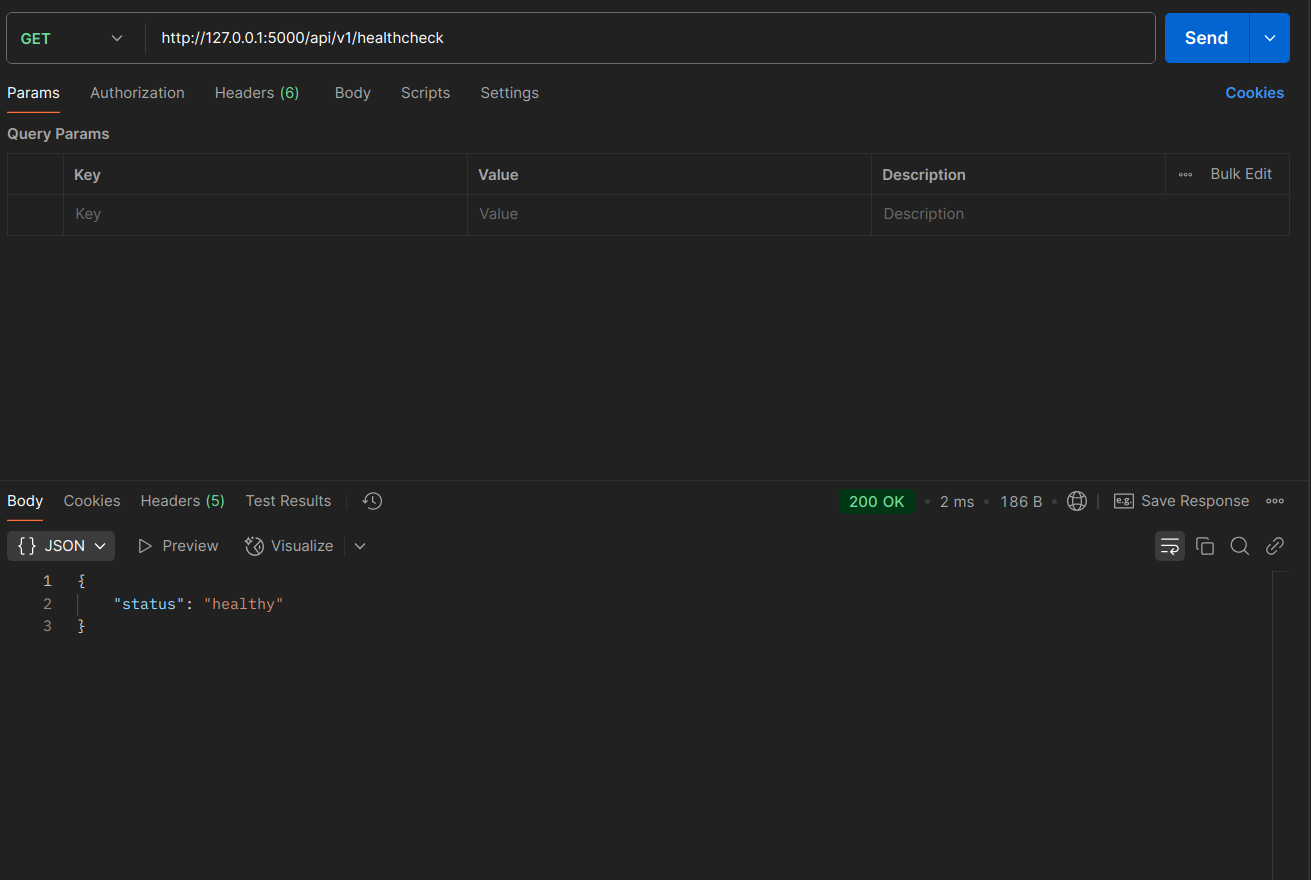 GET http://127.0.0.1:5000/api/v1/healthcheck Send
Params Authorization Headers (6) Body Scripts Settings Cookies
Query Params
Key Value Description Bulk Edit
Key Value Description
Body Cookies Headers (5) Test Results 200 OK • 2 ms • 186 B • e.g. Save Response
{ } JSON Preview Visualize
1 {
2 "status": "healthy"
3 }